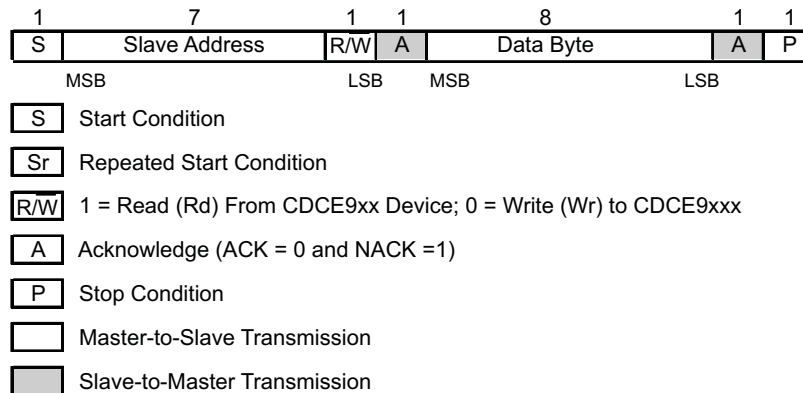 1 7 1 1 8 1 1
S Slave Address R/W A Data Byte A P
MSB LSB MSB LSB
S Start Condition
Sr Repeated Start Condition
R/W 1 = Read (Rd) From CDCE9xx Device; 0 = Write (Wr) to CDCE9xxx
A Acknowledge (ACK = 0 and NACK =1)
P Stop Condition
Master-to-Slave Transmission
Slave-to-Master Transmission